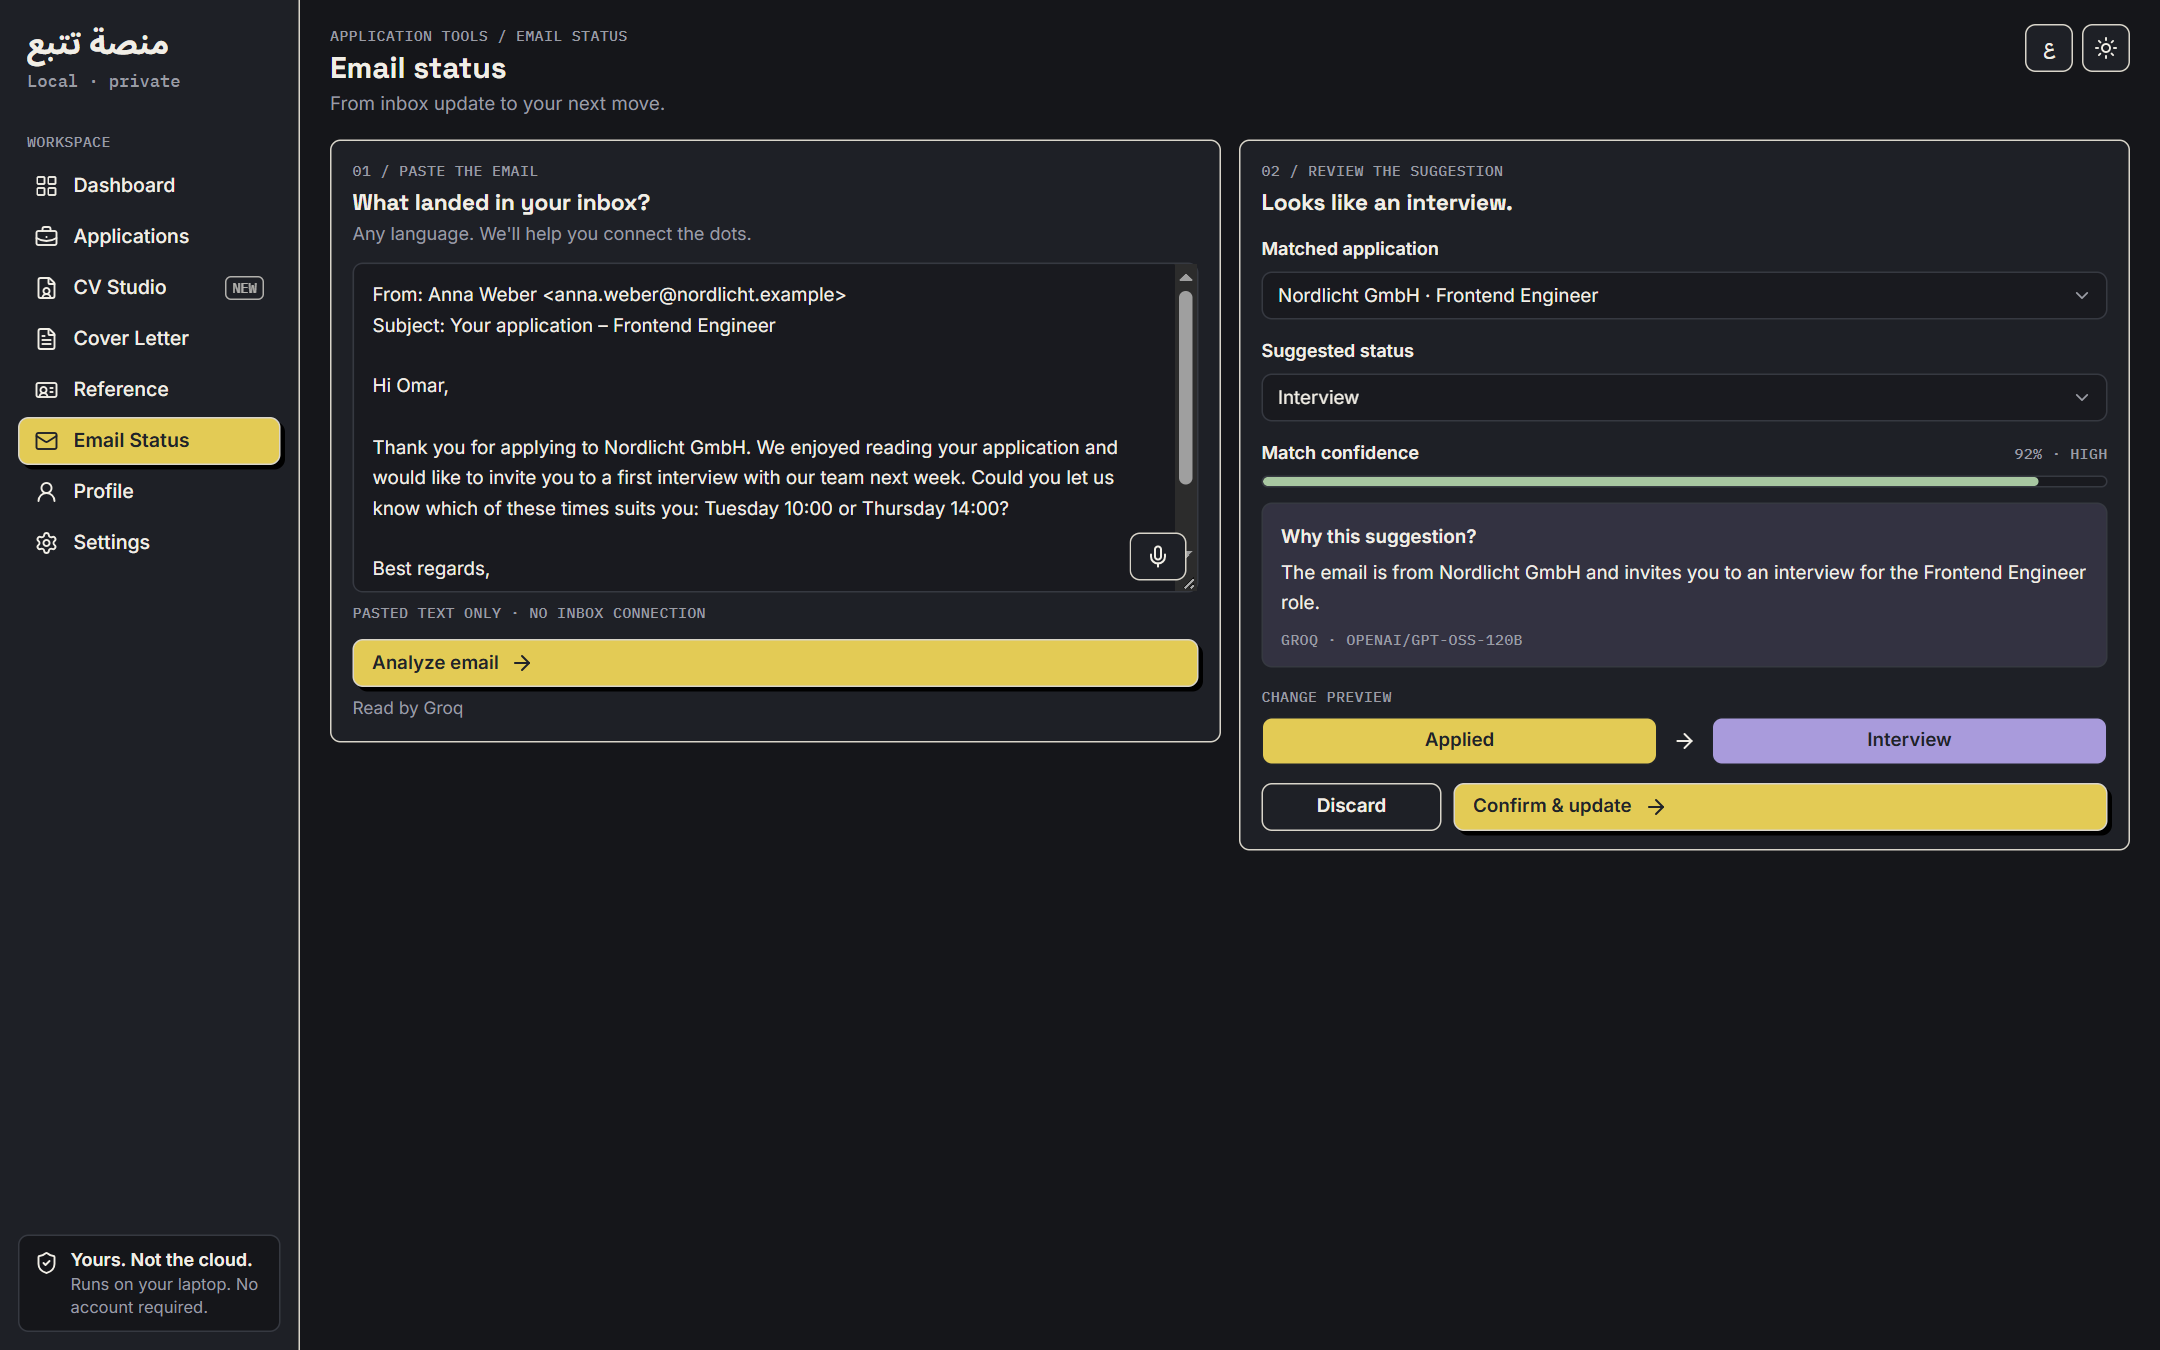 منصة تتبع
Local · private
WORKSPACE
Dashboard
Applications
CV Studio
NEW
Cover Letter
Reference
Email Status
Profile
Settings
Yours. Not the cloud.
Runs on your laptop. No
account required.
APPLICATION TOOLS / EMAIL STATUS
Email status
From inbox update to your next move.
ع
01 / PASTE THE EMAIL
What landed in your inbox?
Any language. We'll help you connect the dots.
From: Anna Weber <anna.weber@nordlicht.example>
Subject: Your application – Frontend Engineer
Hi Omar,
Thank you for applying to Nordlicht GmbH. We enjoyed reading your application and
would like to invite you to a first interview with our team next week. Could you let us
know which of these times suits you: Tuesday 10:00 or Thursday 14:00?
Best regards,
PASTED TEXT ONLY · NO INBOX CONNECTION
Analyze email
Read by Groq
02 / REVIEW THE SUGGESTION
Looks like an interview.
Matched application
Nordlicht GmbH · Frontend Engineer
Suggested status
Interview
Match confidence
92% · HIGH
Why this suggestion?
The email is from Nordlicht GmbH and invites you to an interview for the Frontend Engineer
role.
GROQ · OPENAI/GPT-OSS-120B
CHANGE PREVIEW
Applied
Interview
Discard
Confirm & update